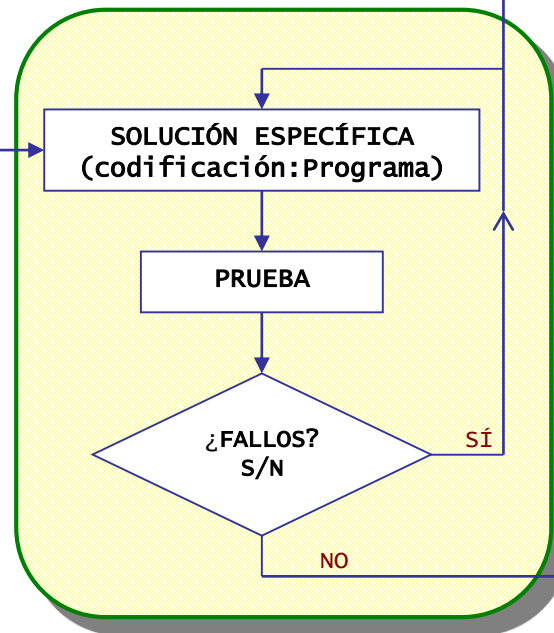 SOLUCIÓN ESPECÍFICA
(codificación:Programa)
PRUEBA
¿FALLOS?
S/N
SÍ
NO